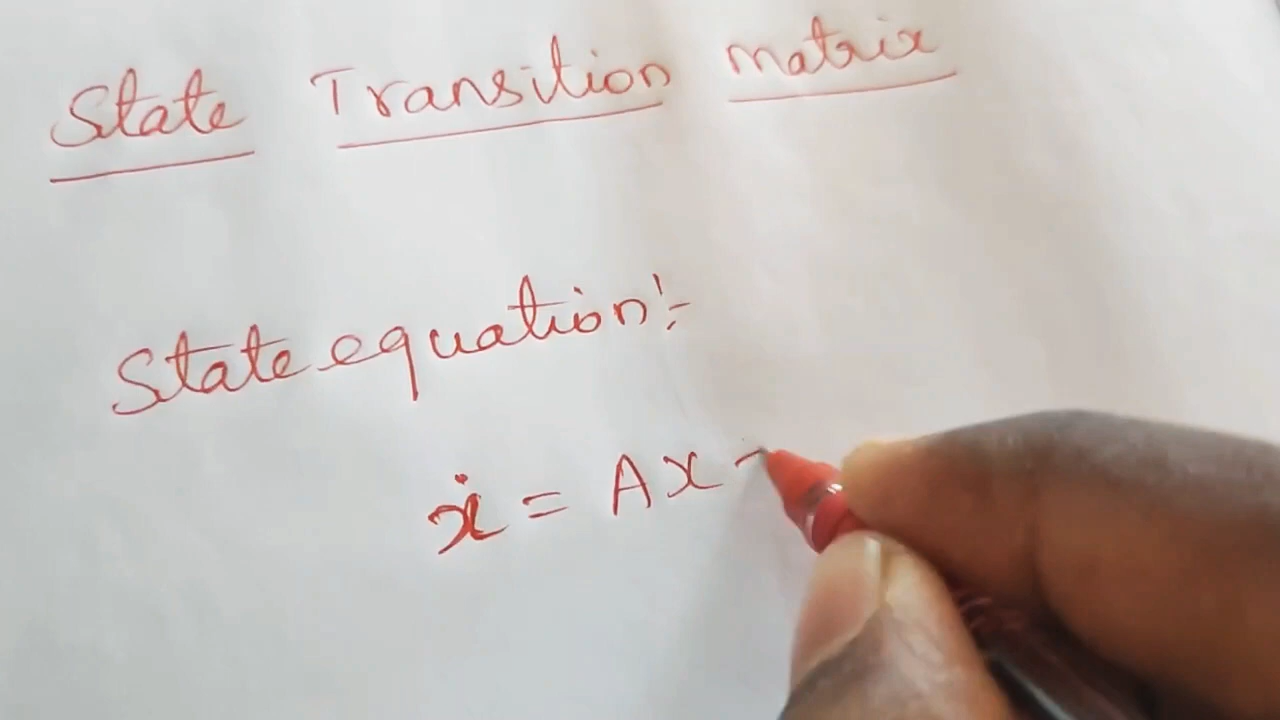 State Transition matrix
State equation:-
ẋ = Ax -